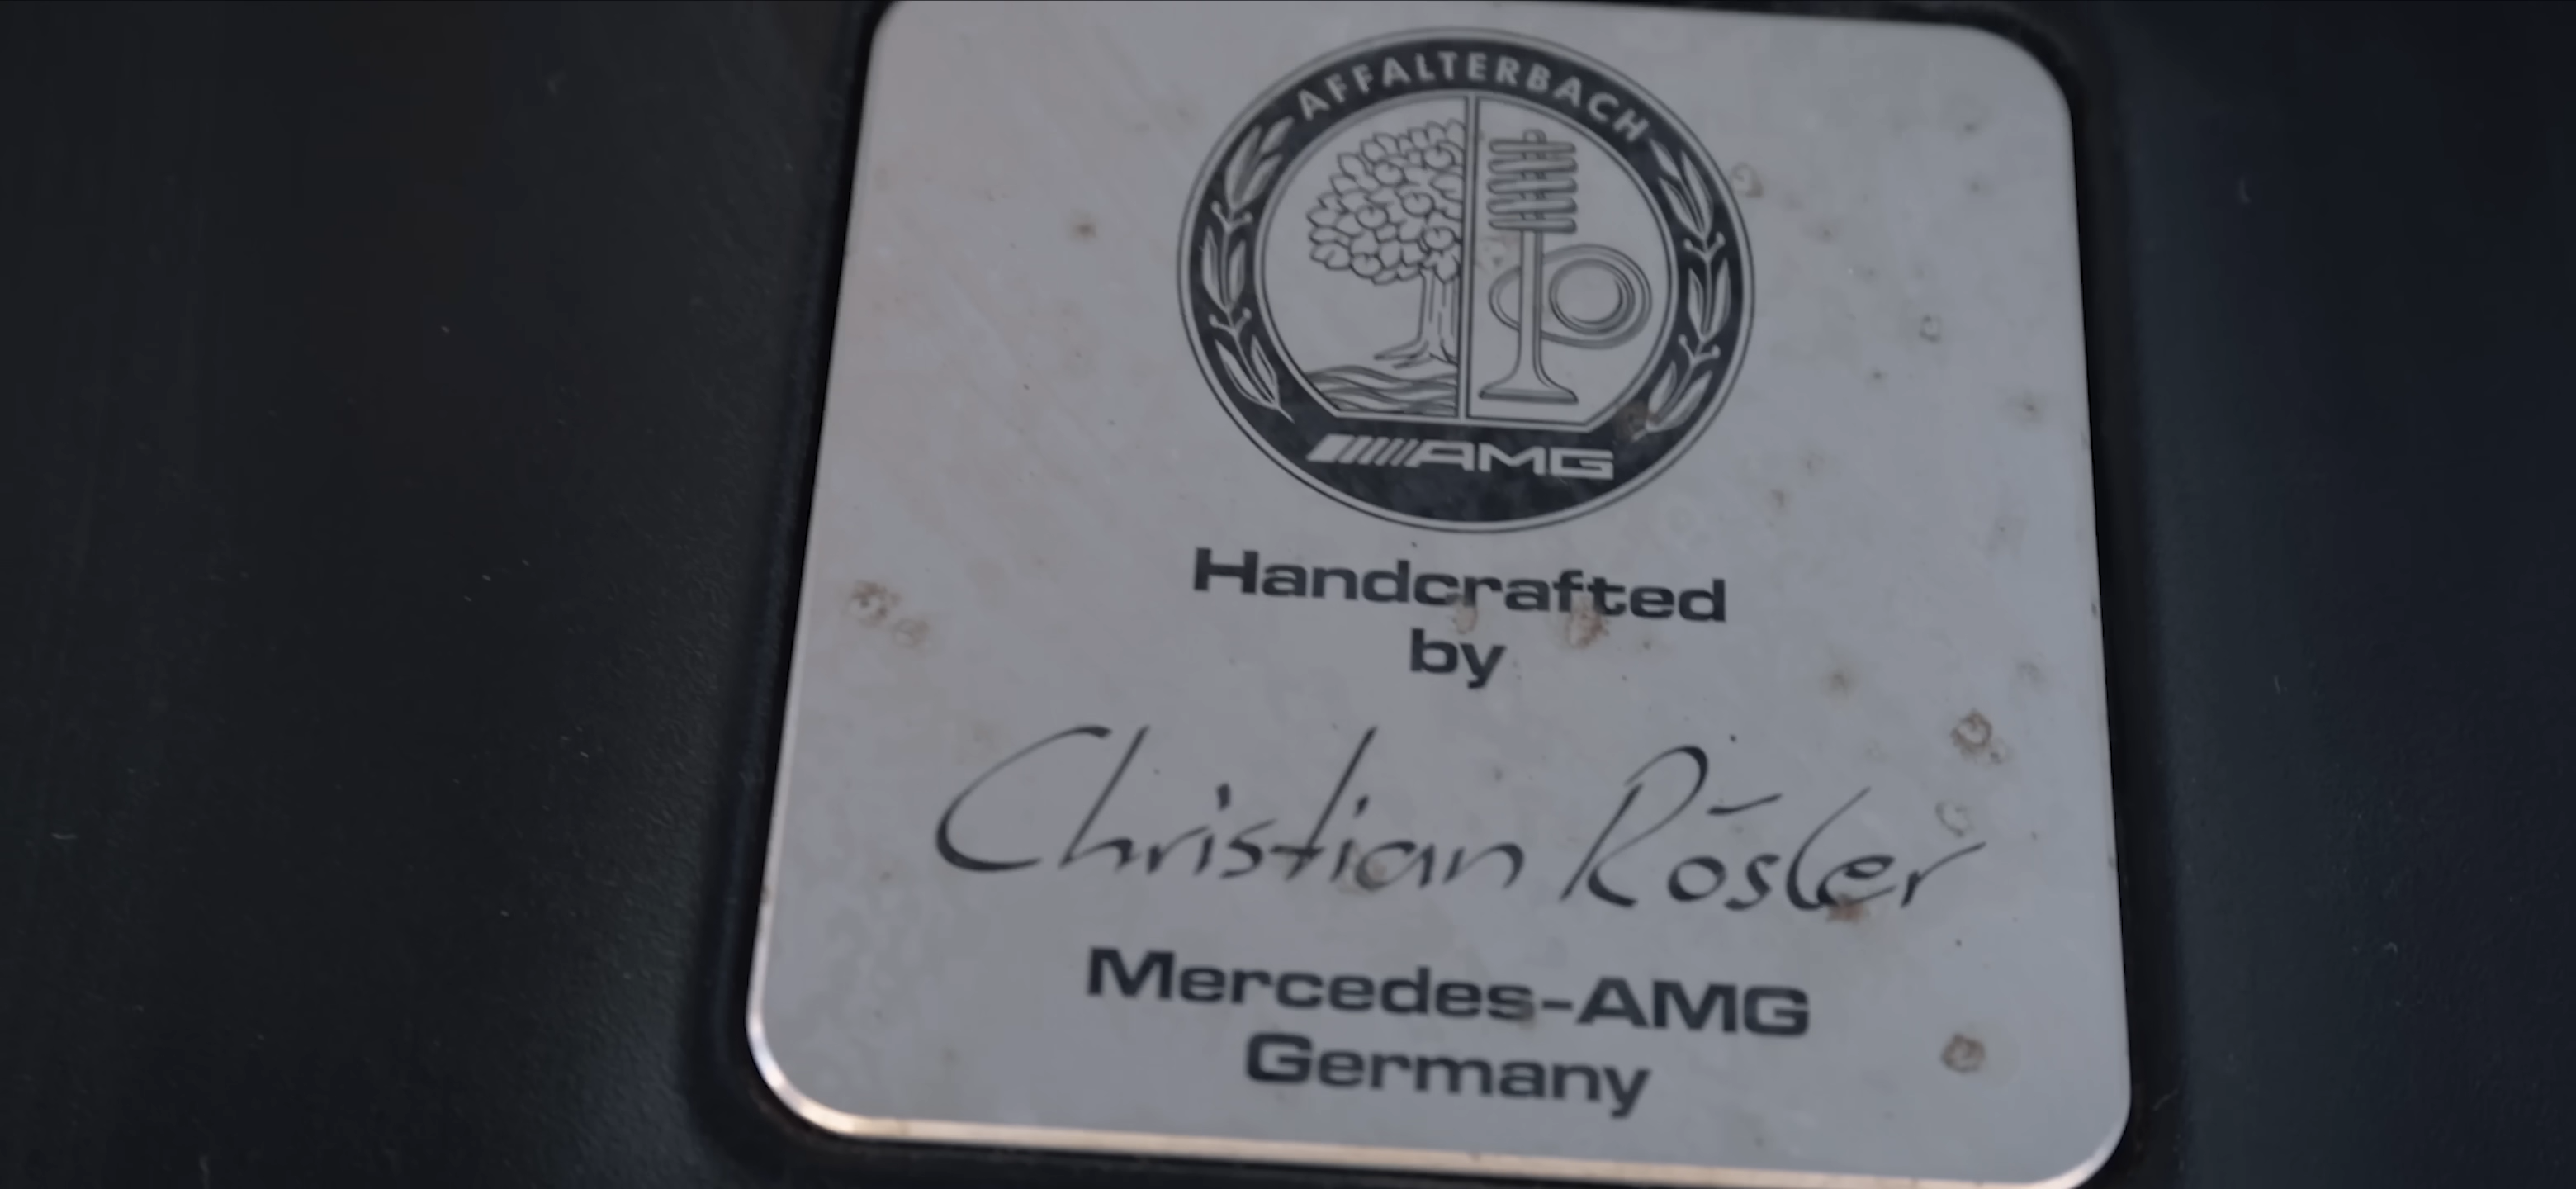 AFFALTERBACH
AMG
Handcrafted
by
Christian Rösler
Mercedes-AMG
Germany